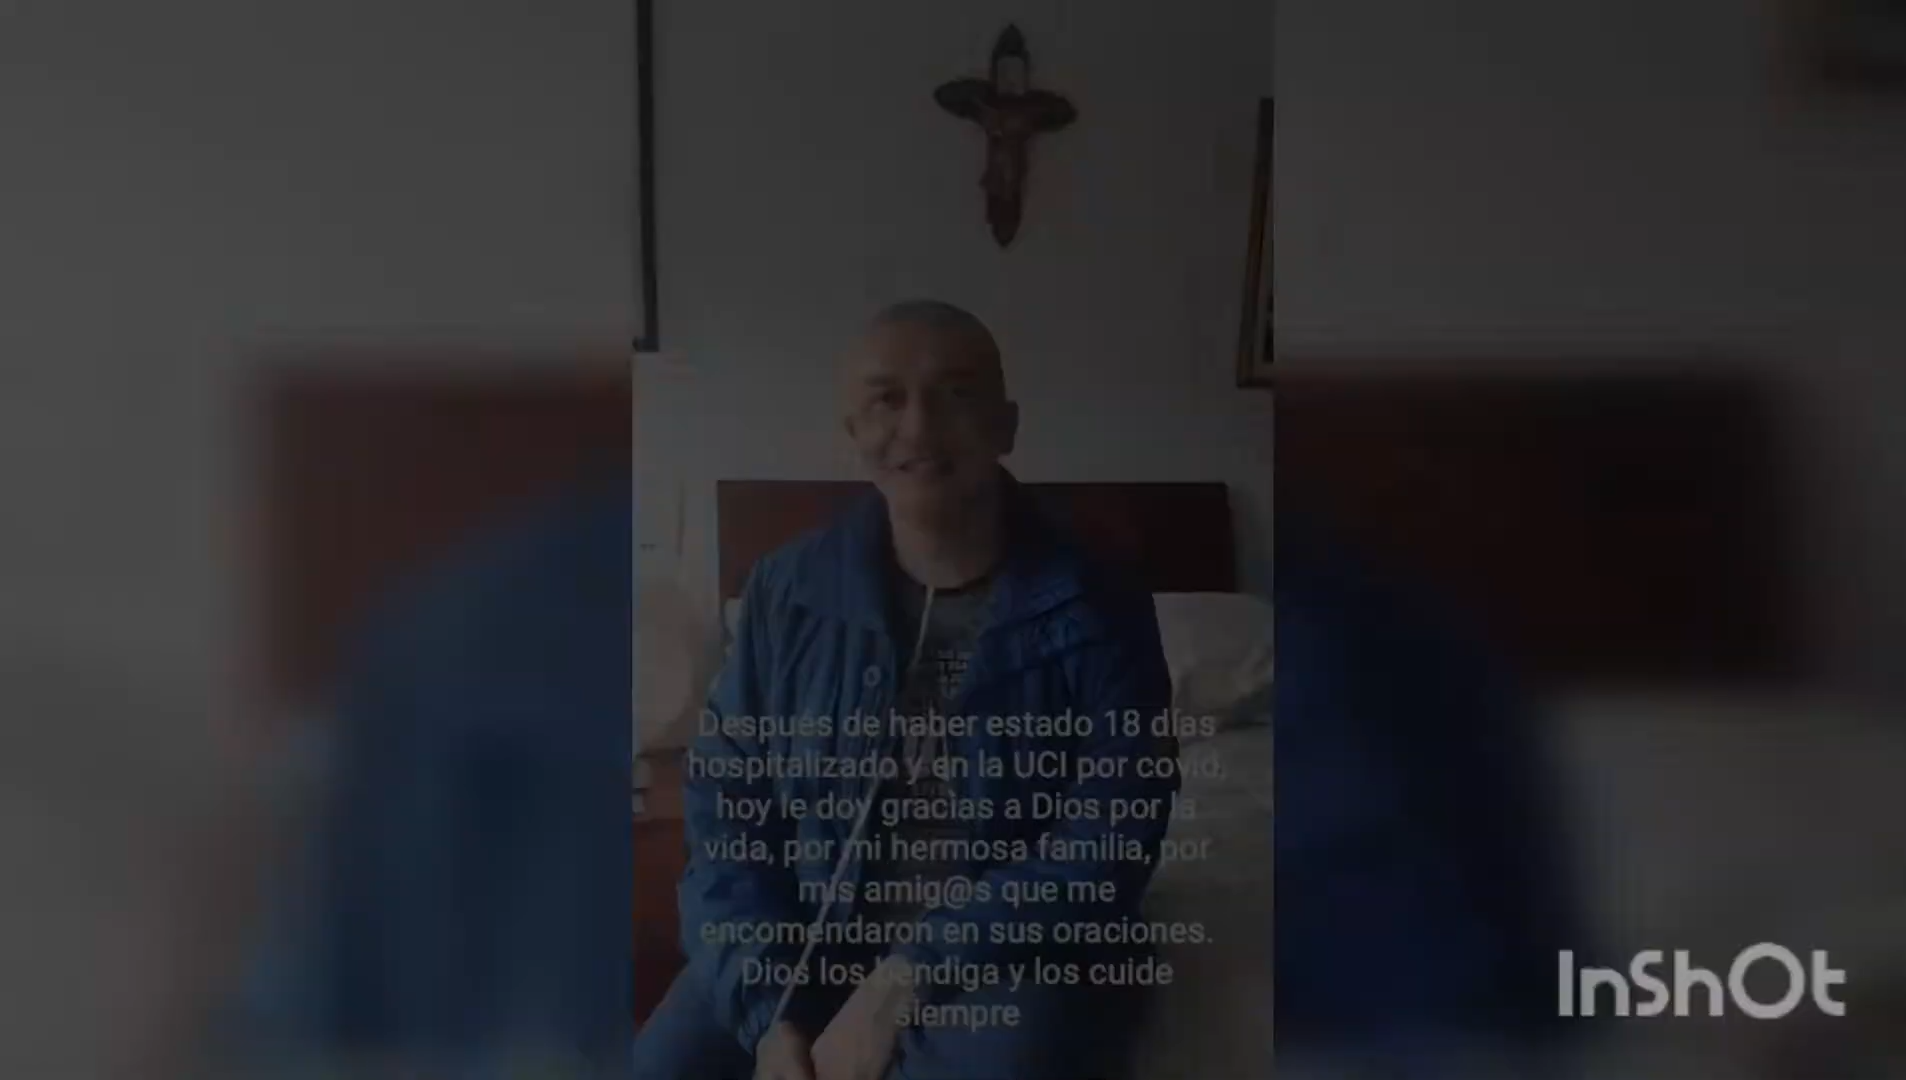 Después de haber estado 18 días
hospitalizado y en la UCI por covid,
hoy le doy gracias a Dios por la
vida, por mi hermosa familia, por
mis amig@s que me
encomendaron en sus oraciones.
Dios los bendiga y los cuide
siempre
InShOt